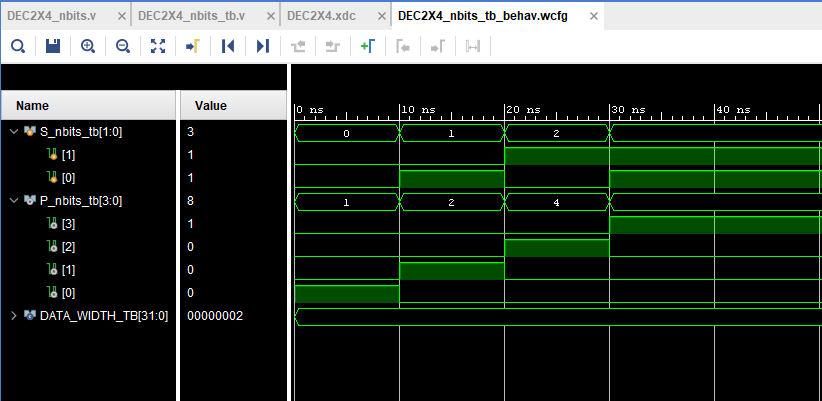 DEC2X4_nbits.v DEC2X4_nbits_tb.v DEC2X4.xdc DEC2X4_nbits_tb_behav.wcfg
Name Value
0 ns 10 ns 20 ns 30 ns 40 ns
S_nbits_tb[1:0] 3 0 1 2
[1] 1
[0] 1
P_nbits_tb[3:0] 8 1 2 4
[3] 1
[2] 0
[1] 0
[0] 0
DATA_WIDTH_TB[31:0] 00000002